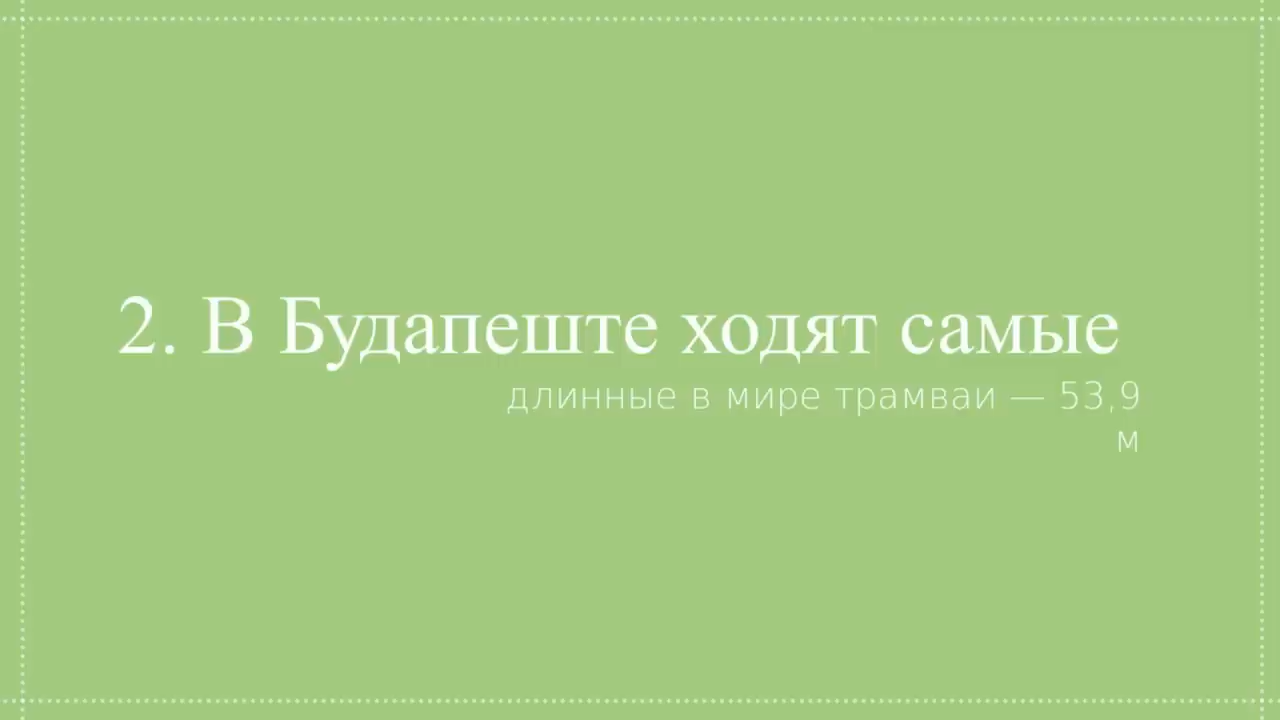 2. В Будапеште ходят самые
длинные в мире трамваи — 53,9
м